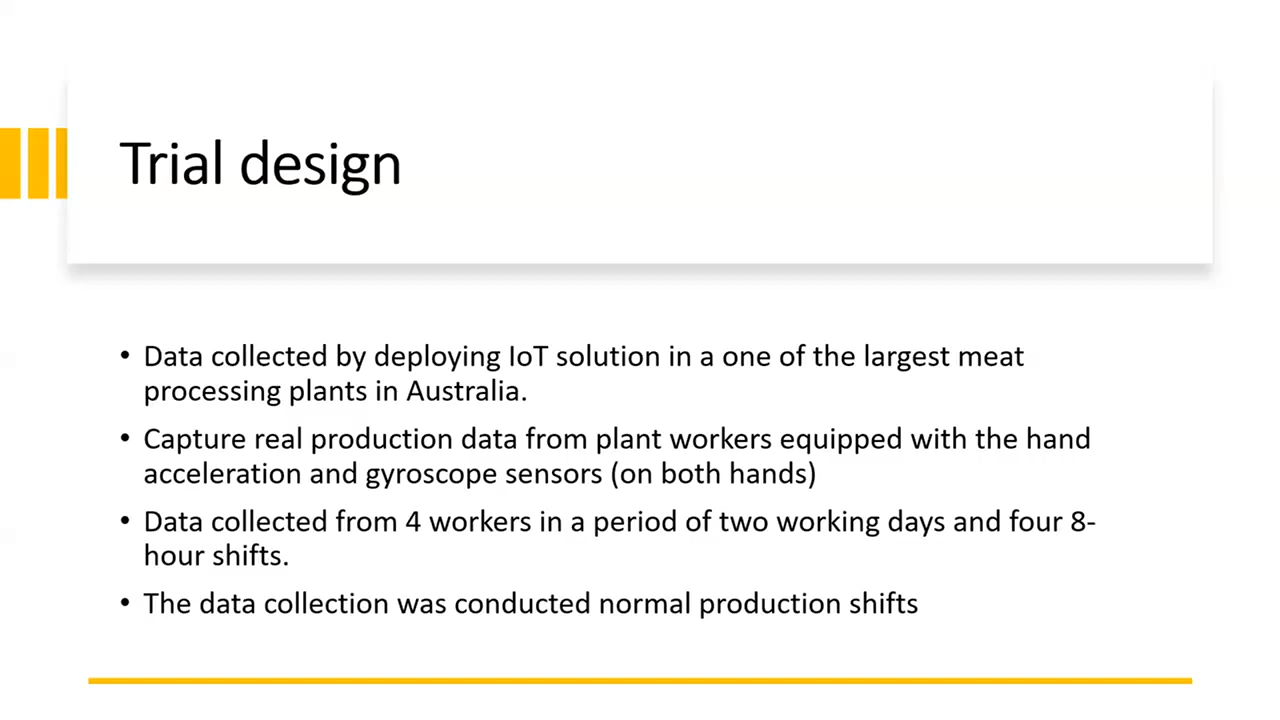 Trial design
• Data collected by deploying IoT solution in a one of the largest meat
processing plants in Australia.
• Capture real production data from plant workers equipped with the hand
acceleration and gyroscope sensors (on both hands)
• Data collected from 4 workers in a period of two working days and four 8-
hour shifts.
• The data collection was conducted normal production shifts